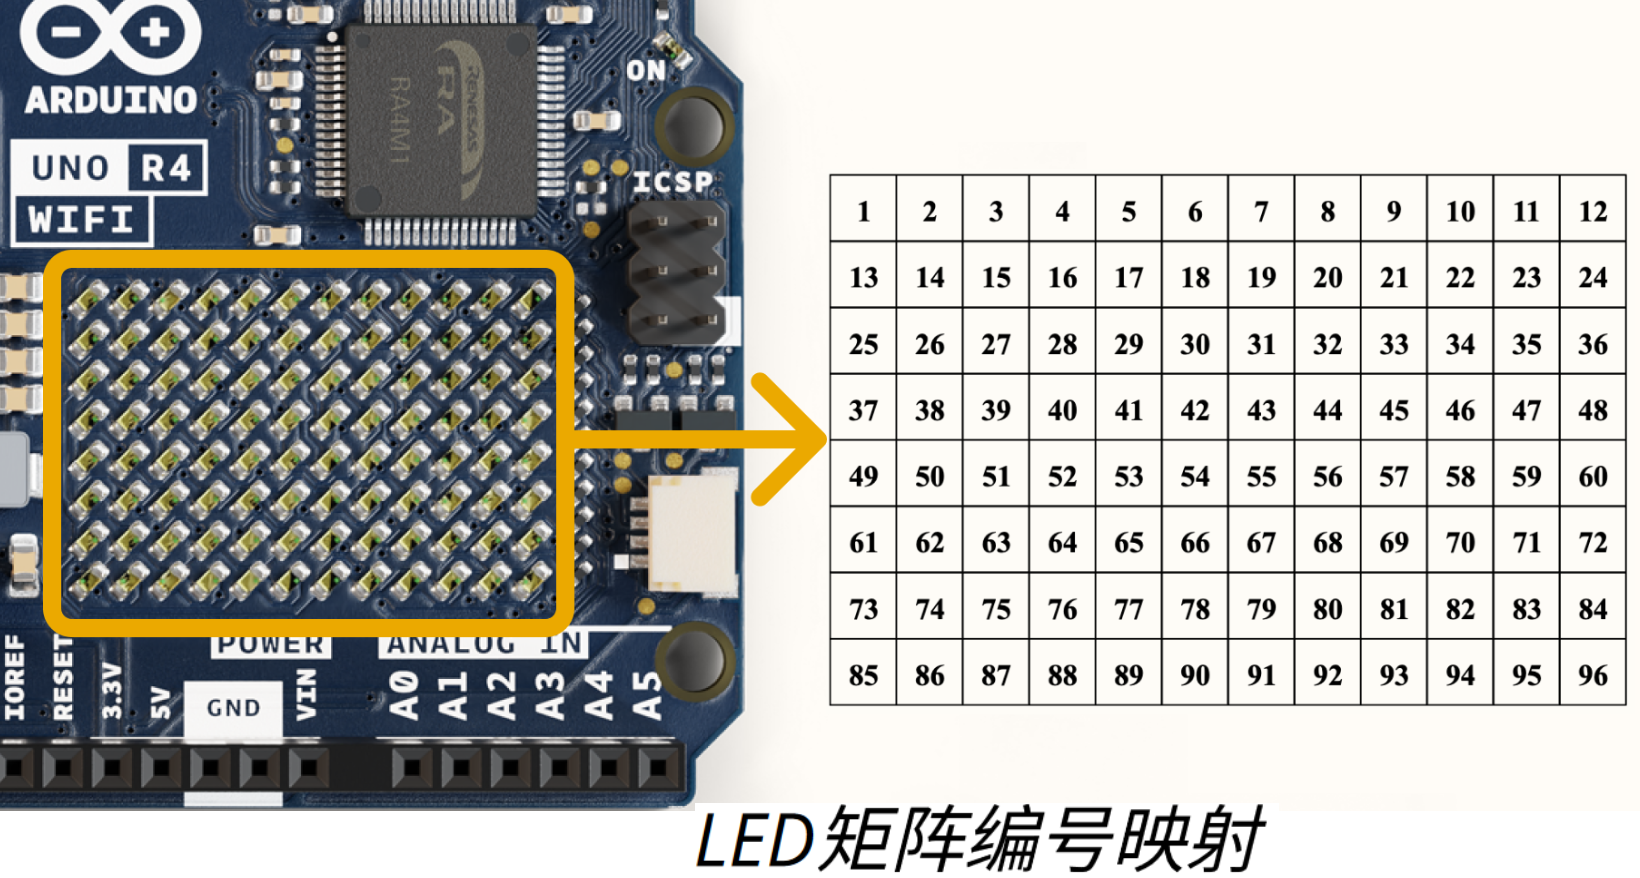 ARDUINO
UNO R4
WIFI
RENESAS
RA
RA4M1
ON
ICSP
POWER
ANALOG IN
IOREF
RESET
3.3V
5V
GND
VIN
A0
A1
A2
A3
A4
A5
1 2 3 4 5 6 7 8 9 10 11 12
13 14 15 16 17 18 19 20 21 22 23 24
25 26 27 28 29 30 31 32 33 34 35 36
37 38 39 40 41 42 43 44 45 46 47 48
49 50 51 52 53 54 55 56 57 58 59 60
61 62 63 64 65 66 67 68 69 70 71 72
73 74 75 76 77 78 79 80 81 82 83 84
85 86 87 88 89 90 91 92 93 94 95 96
LED矩阵编号映射